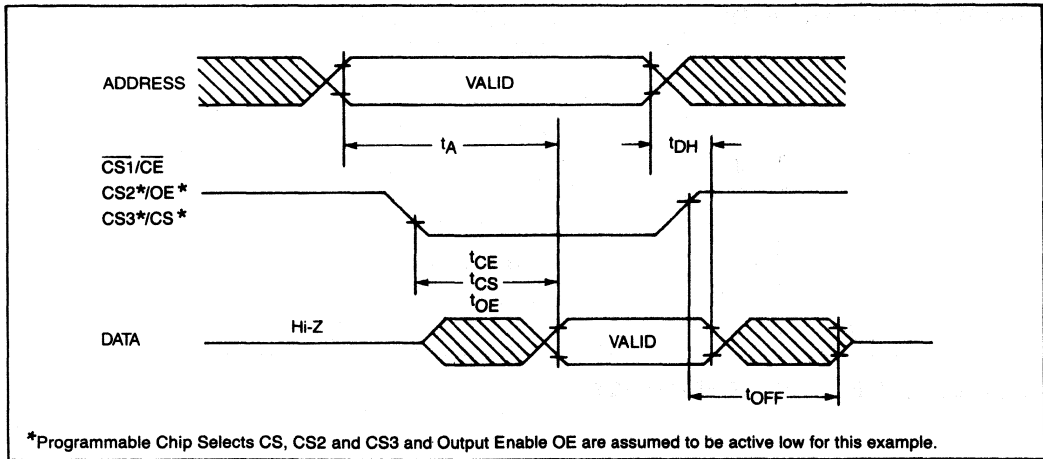 ADDRESS
VALID
tA
tDH
CS1/CE
CS2*/OE*
CS3*/CS*
tCE
tCS
tOE
DATA
Hi-Z
VALID
tOFF
*Programmable Chip Selects CS, CS2 and CS3 and Output Enable OE are assumed to be active low for this example.